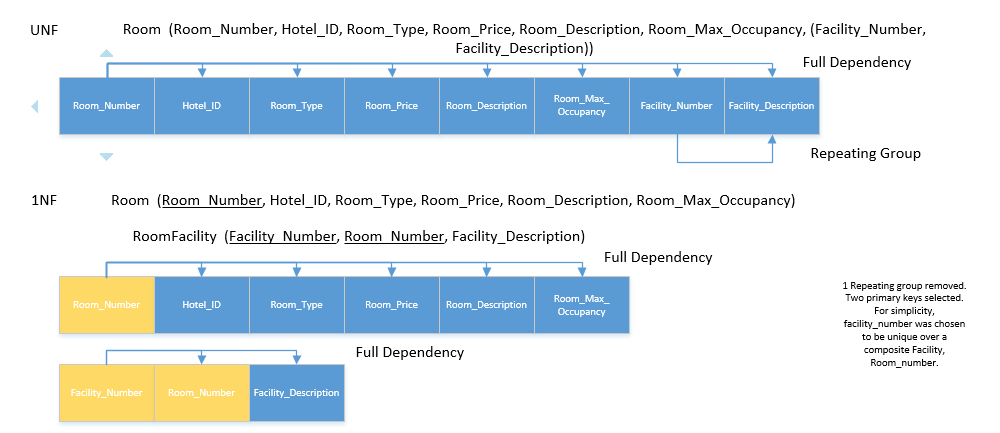 UNF Room (Room_Number, Hotel_ID, Room_Type, Room_Price, Room_Description, Room_Max_Occupancy, (Facility_Number,
Facility_Description))
Full Dependency
Room_Number Hotel_ID Room_Type Room_Price Room_Description Room_Max_ Occupancy Facility_Number Facility_Description
Repeating Group
1NF Room (Room_Number, Hotel_ID, Room_Type, Room_Price, Room_Description, Room_Max_Occupancy)
RoomFacility (Facility_Number, Room_Number, Facility_Description)
Full Dependency
Room_Number Hotel_ID Room_Type Room_Price Room_Description Room_Max_ Occupancy
1 Repeating group removed.
Two primary keys selected.
For simplicity,
facility_number was chosen
to be unique over a
composite Facility,
Room_number.
Full Dependency
Facility_Number Room_Number Facility_Description